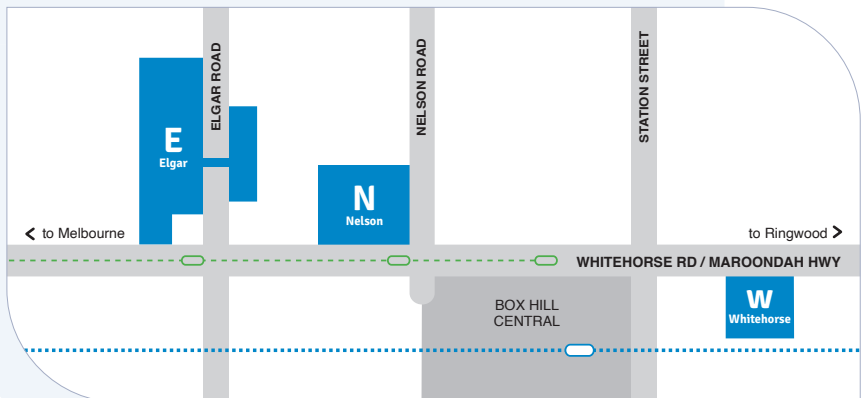 ELGAR ROAD
NELSON ROAD
STATION STREET
E
Elgar
N
Nelson
< to Melbourne
to Ringwood >
WHITEHORSE RD / MAROONDAH HWY
BOX HILL
CENTRAL
W
Whitehorse